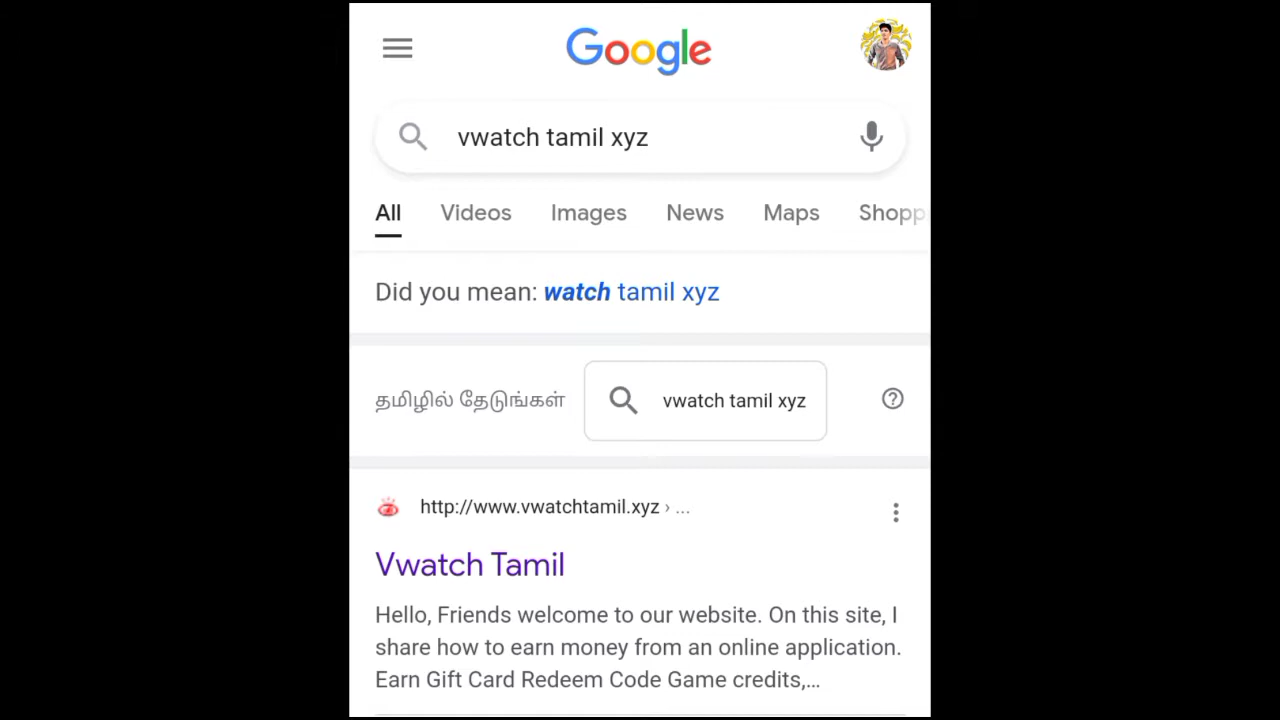 Google
vwatch tamil xyz
All Videos Images News Maps Shopp
Did you mean: watch tamil xyz
தமிழில் தேடுங்கள் vwatch tamil xyz
http://www.vwatchtamil.xyz › ...
Vwatch Tamil
Hello, Friends welcome to our website. On this site, I
share how to earn money from an online application.
Earn Gift Card Redeem Code Game credits,...